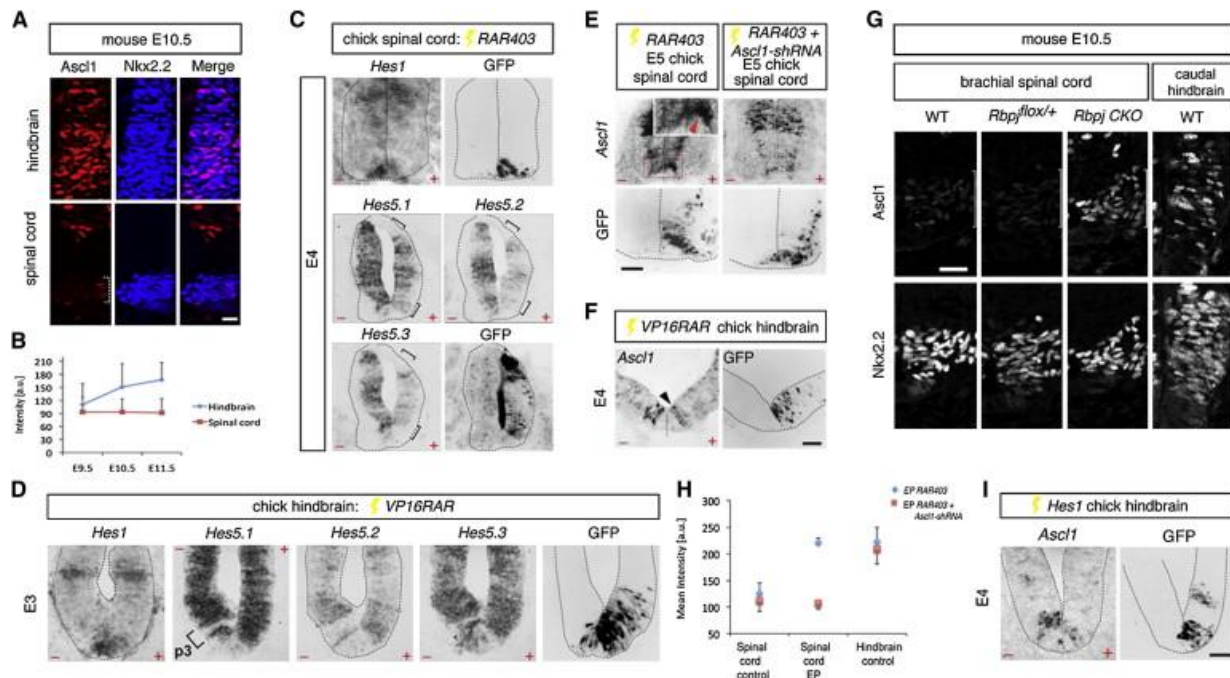 A
mouse E10.5
Ascl1 Nkx2.2 Merge
hindbrain
spinal cord
B
Intensity [a.u.]
210
180
150
120
90
60
30
0
E9.5 E10.5 E11.5
Hindbrain
Spinal cord
C
chick spinal cord: RAR403
Hes1 GFP
E4
Hes5.1 Hes5.2
Hes5.3 GFP
- +
D
chick hindbrain: VP16RAR
Hes1 Hes5.1 Hes5.2 Hes5.3 GFP
E3
p3
- +
E
RAR403
E5 chick
spinal cord
RAR403 +
Ascl1-shRNA
E5 chick
spinal cord
Ascl1
GFP
- +
F
VP16RAR chick hindbrain
Ascl1 GFP
E4
- +
G
mouse E10.5
brachial spinal cord
caudal
hindbrain
WT Rbpjflox/+ Rbpj CKO WT
Ascl1
Nkx2.2
H
Mean Intensity [a.u.]
300
250
200
150
100
50
EP RAR403
EP RAR403 +
Ascl1-shRNA
Spinal
cord
control
Spinal
cord
EP
Hindbrain
control
I
Hes1 chick hindbrain
Ascl1 GFP
E4
- +